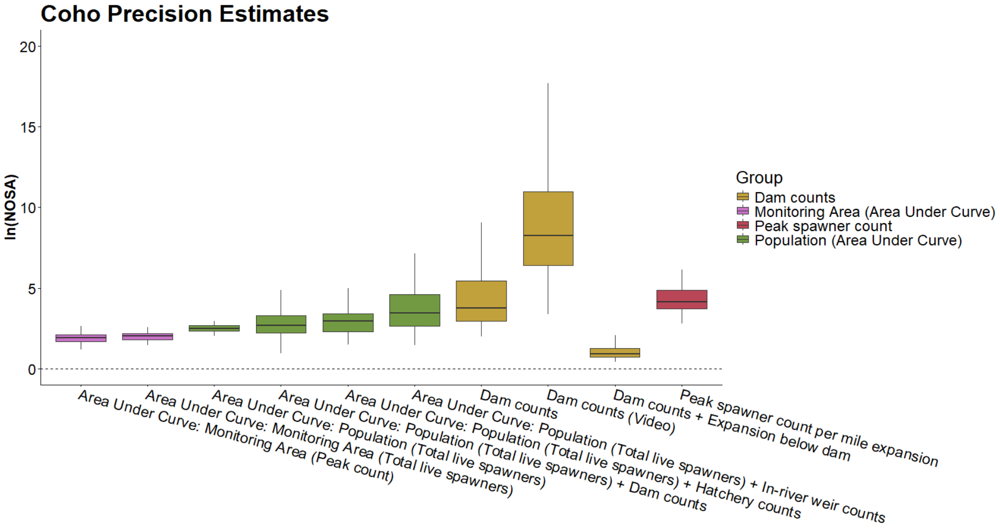 Coho Precision Estimates
ln(NOSA)
20
15
10
5
0
Area Under Curve: Monitoring Area (Peak count)
Area Under Curve: Monitoring Area (Total live spawners)
Area Under Curve: Population (Total live spawners)
Area Under Curve: Population (Total live spawners) + Dam counts
Area Under Curve: Population (Total live spawners) + Hatchery counts
Area Under Curve: Population (Total live spawners) + In-river weir counts
Dam counts
Dam counts (Video)
Dam counts + Expansion below dam
Peak spawner count per mile expansion
Group
Dam counts
Monitoring Area (Area Under Curve)
Peak spawner count
Population (Area Under Curve)